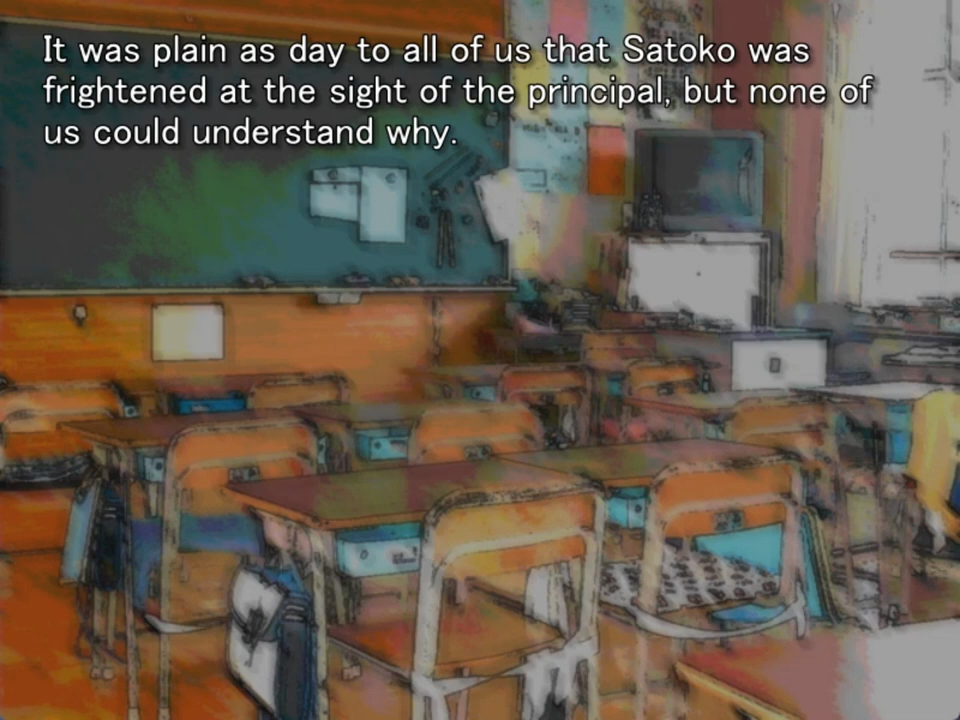 It was plain as day to all of us that Satoko was
frightened at the sight of the principal, but none of
us could understand why.